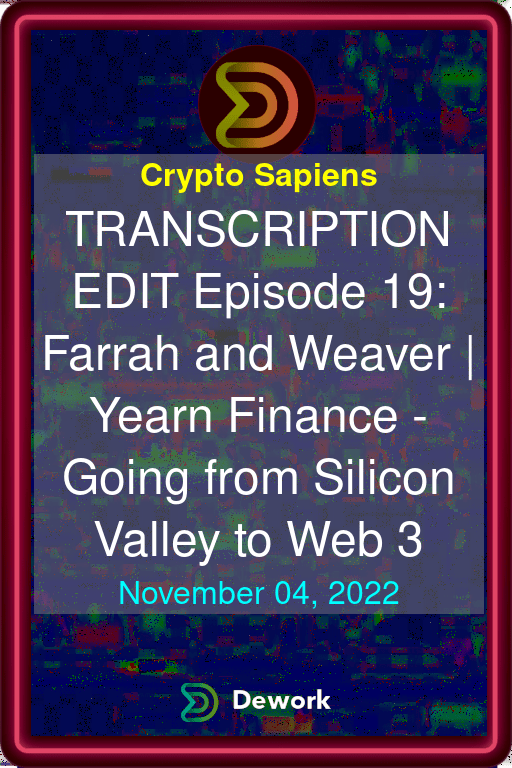 Crypto Sapiens
TRANSCRIPTION
EDIT Episode 19:
Farrah and Weaver |
Yearn Finance -
Going from Silicon
Valley to Web 3
November 04, 2022
Dework